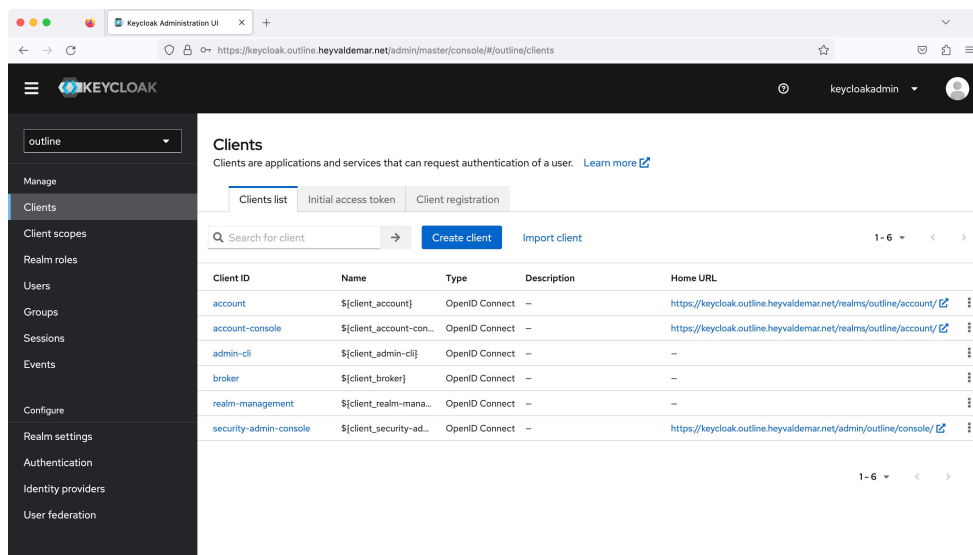 Keycloak Administration UI
https://keycloak.outline.heyvaldemar.net/admin/master/console/#/outline/clients
KEYCLOAK
keycloakadmin
outline
Manage
Clients
Client scopes
Realm roles
Users
Groups
Sessions
Events
Configure
Realm settings
Authentication
Identity providers
User federation
Clients
Clients are applications and services that can request authentication of a user. Learn more
Clients list Initial access token Client registration
Search for client Create client Import client 1 - 6
Client ID Name Type Description Home URL
account ${client_account} OpenID Connect – https://keycloak.outline.heyvaldemar.net/realms/outline/account/
account-console ${client_account-con... OpenID Connect – https://keycloak.outline.heyvaldemar.net/realms/outline/account/
admin-cli ${client_admin-cli} OpenID Connect – –
broker ${client_broker} OpenID Connect – –
realm-management ${client_realm-mana... OpenID Connect – –
security-admin-console ${client_security-ad... OpenID Connect – https://keycloak.outline.heyvaldemar.net/admin/outline/console/
1 - 6